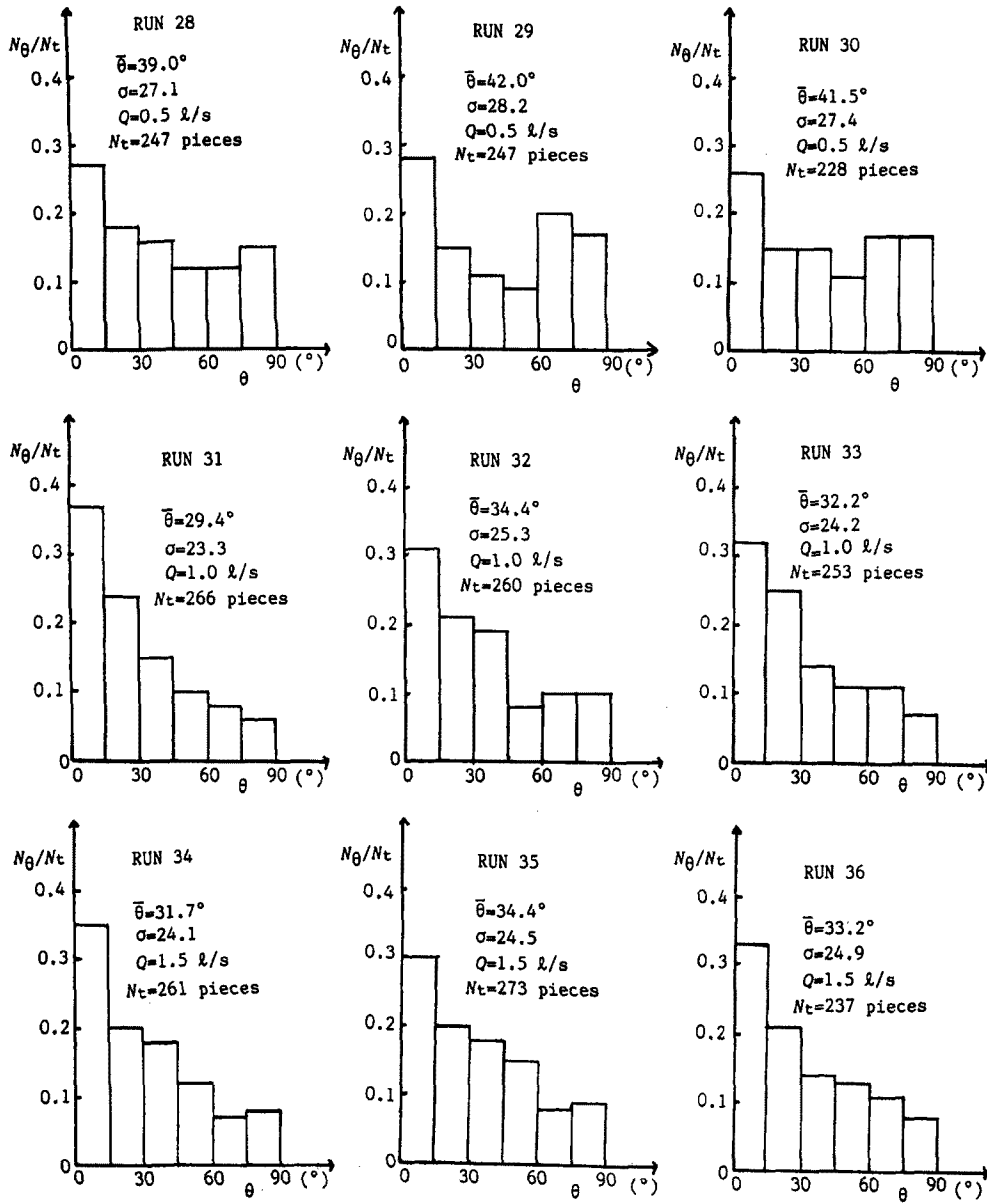 RUN 28
Nθ/Nt
θ̅=39.0°
0.4
σ=27.1
Q=0.5 ℓ/s
Nt=247 pieces
0.3
0.2
0.1
0
0 30 60 90 (°)
θ
RUN 29
Nθ/Nt
θ̅=42.0°
0.4
σ=28.2
Q=0.5 ℓ/s
Nt=247 pieces
0.3
0.2
0.1
0
0 30 60 90 (°)
θ
RUN 30
Nθ/Nt
0.4
θ̅=41.5°
σ=27.4
Q=0.5 ℓ/s
0.3
Nt=228 pieces
0.2
0.1
0
0 30 60 90 (°)
θ
Nθ/Nt
RUN 31
0.4
θ̅=29.4°
σ=23.3
0.3
Q=1.0 ℓ/s
Nt=266 pieces
0.2
0.1
0
0 30 60 90 (°)
θ
Nθ/Nt
RUN 32
0.4
θ̅=34.4°
σ=25.3
0.3
Q=1.0 ℓ/s
Nt=260 pieces
0.2
0.1
0
0 30 60 90 (°)
θ
Nθ/Nt
RUN 33
0.4
θ̅=32.2°
σ=24.2
0.3
Q=1.0 ℓ/s
Nt=253 pieces
0.2
0.1
0
0 30 60 90 (°)
θ
Nθ/Nt
RUN 34
0.4
θ̅=31.7°
σ=24.1
0.3
Q=1.5 ℓ/s
Nt=261 pieces
0.2
0.1
0
0 30 60 90 (°)
θ
Nθ/Nt
RUN 35
0.4
θ̅=34.4°
σ=24.5
0.3
Q=1.5 ℓ/s
Nt=273 pieces
0.2
0.1
0
0 30 60 90 (°)
θ
Nθ/Nt
RUN 36
0.4
θ̅=33.2°
σ=24.9
0.3
Q=1.5 ℓ/s
Nt=237 pieces
0.2
0.1
0
0 30 60 90 (°)
θ